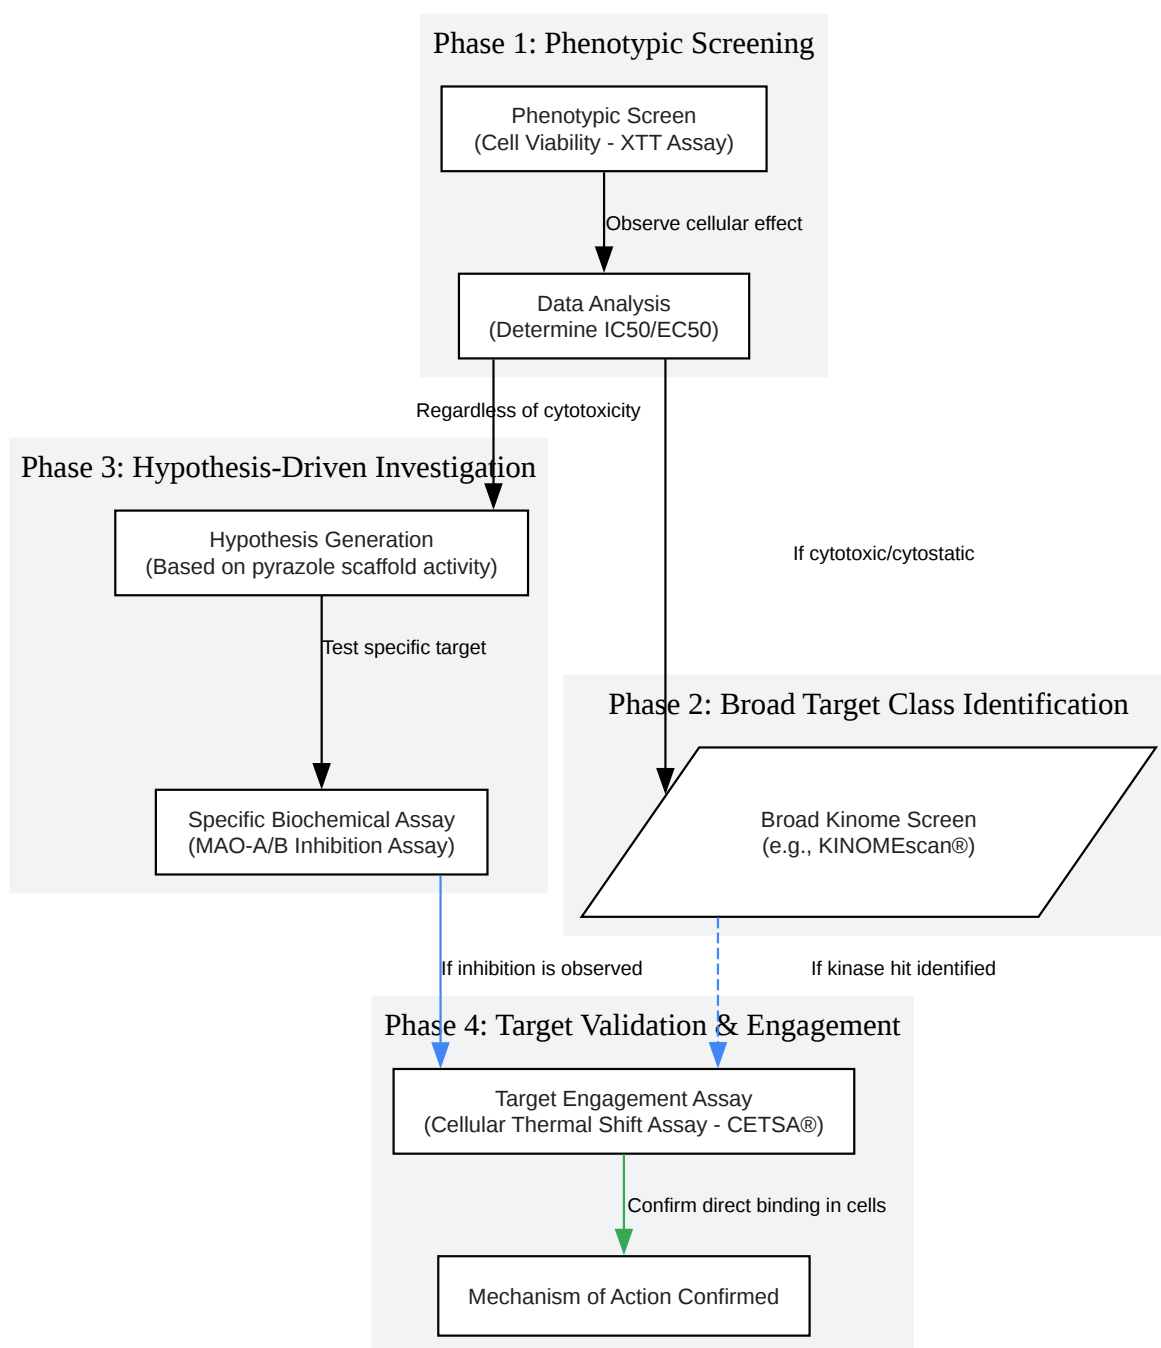 Phase 1: Phenotypic Screening
Phenotypic Screen
(Cell Viability - XTT Assay)
Observe cellular effect
Data Analysis
(Determine IC50/EC50)
Regardless of cytotoxicity
Phase 3: Hypothesis-Driven Investigation
Hypothesis Generation
(Based on pyrazole scaffold activity)
If cytotoxic/cytostatic
Test specific target
Phase 2: Broad Target Class Identification
Specific Biochemical Assay
(MAO-A/B Inhibition Assay)
Broad Kinome Screen
(e.g., KINOMEscan®)
If inhibition is observed
If kinase hit identified
Phase 4: Target Validation & Engagement
Target Engagement Assay
(Cellular Thermal Shift Assay - CETSA®)
Confirm direct binding in cells
Mechanism of Action Confirmed